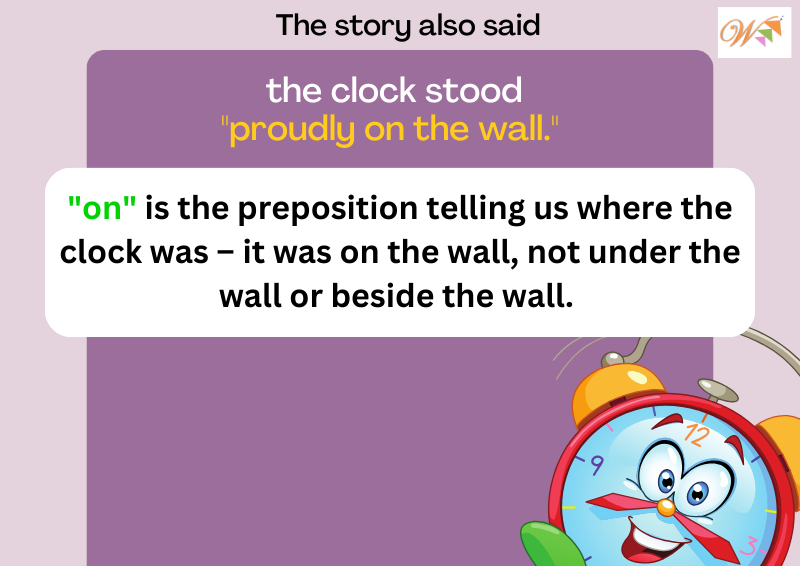 The story also said
W
the clock stood
"proudly on the wall."
"on" is the preposition telling us where the
clock was – it was on the wall, not under the
wall or beside the wall.
12
9
3